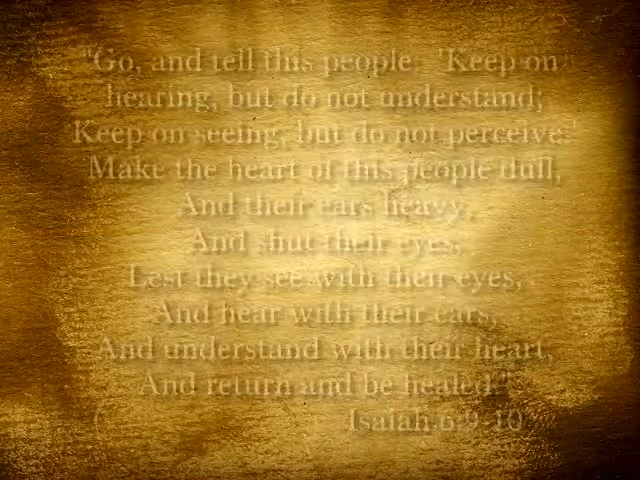 "Go, and tell this people: 'Keep on
hearing, but do not understand;
Keep on seeing, but do not perceive.'
Make the heart of this people dull,
And their ears heavy,
And shut their eyes;
Lest they see with their eyes,
And hear with their ears,
And understand with their heart,
And return and be healed."
Isaiah 6:9-10